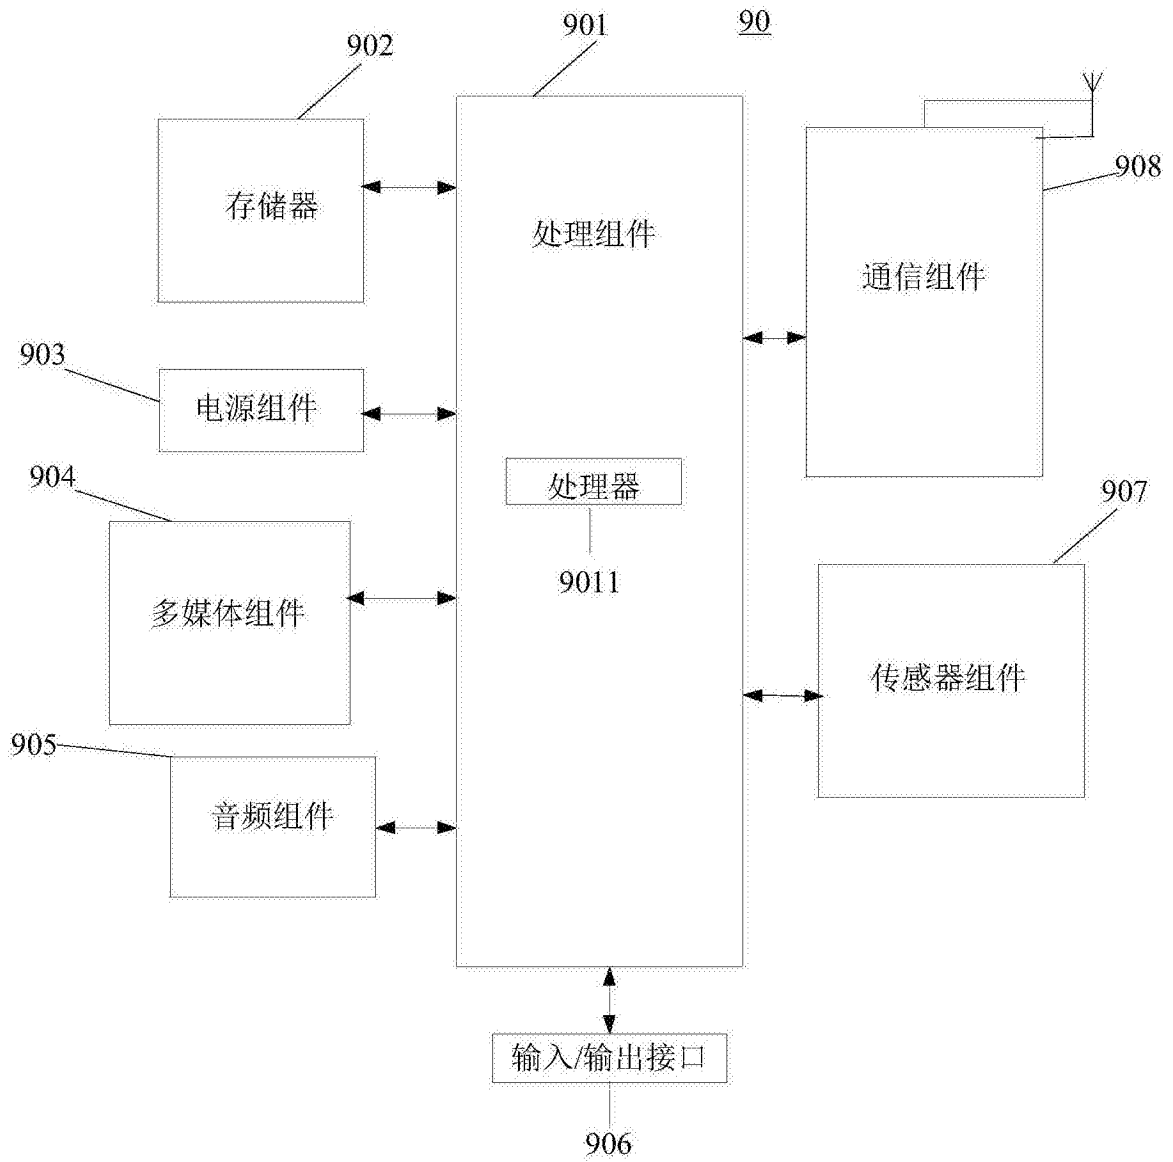 90
901
902
存储器
处理组件
908
通信组件
903
电源组件
904
处理器
9011
907
多媒体组件
传感器组件
905
音频组件
输入/输出接口
906